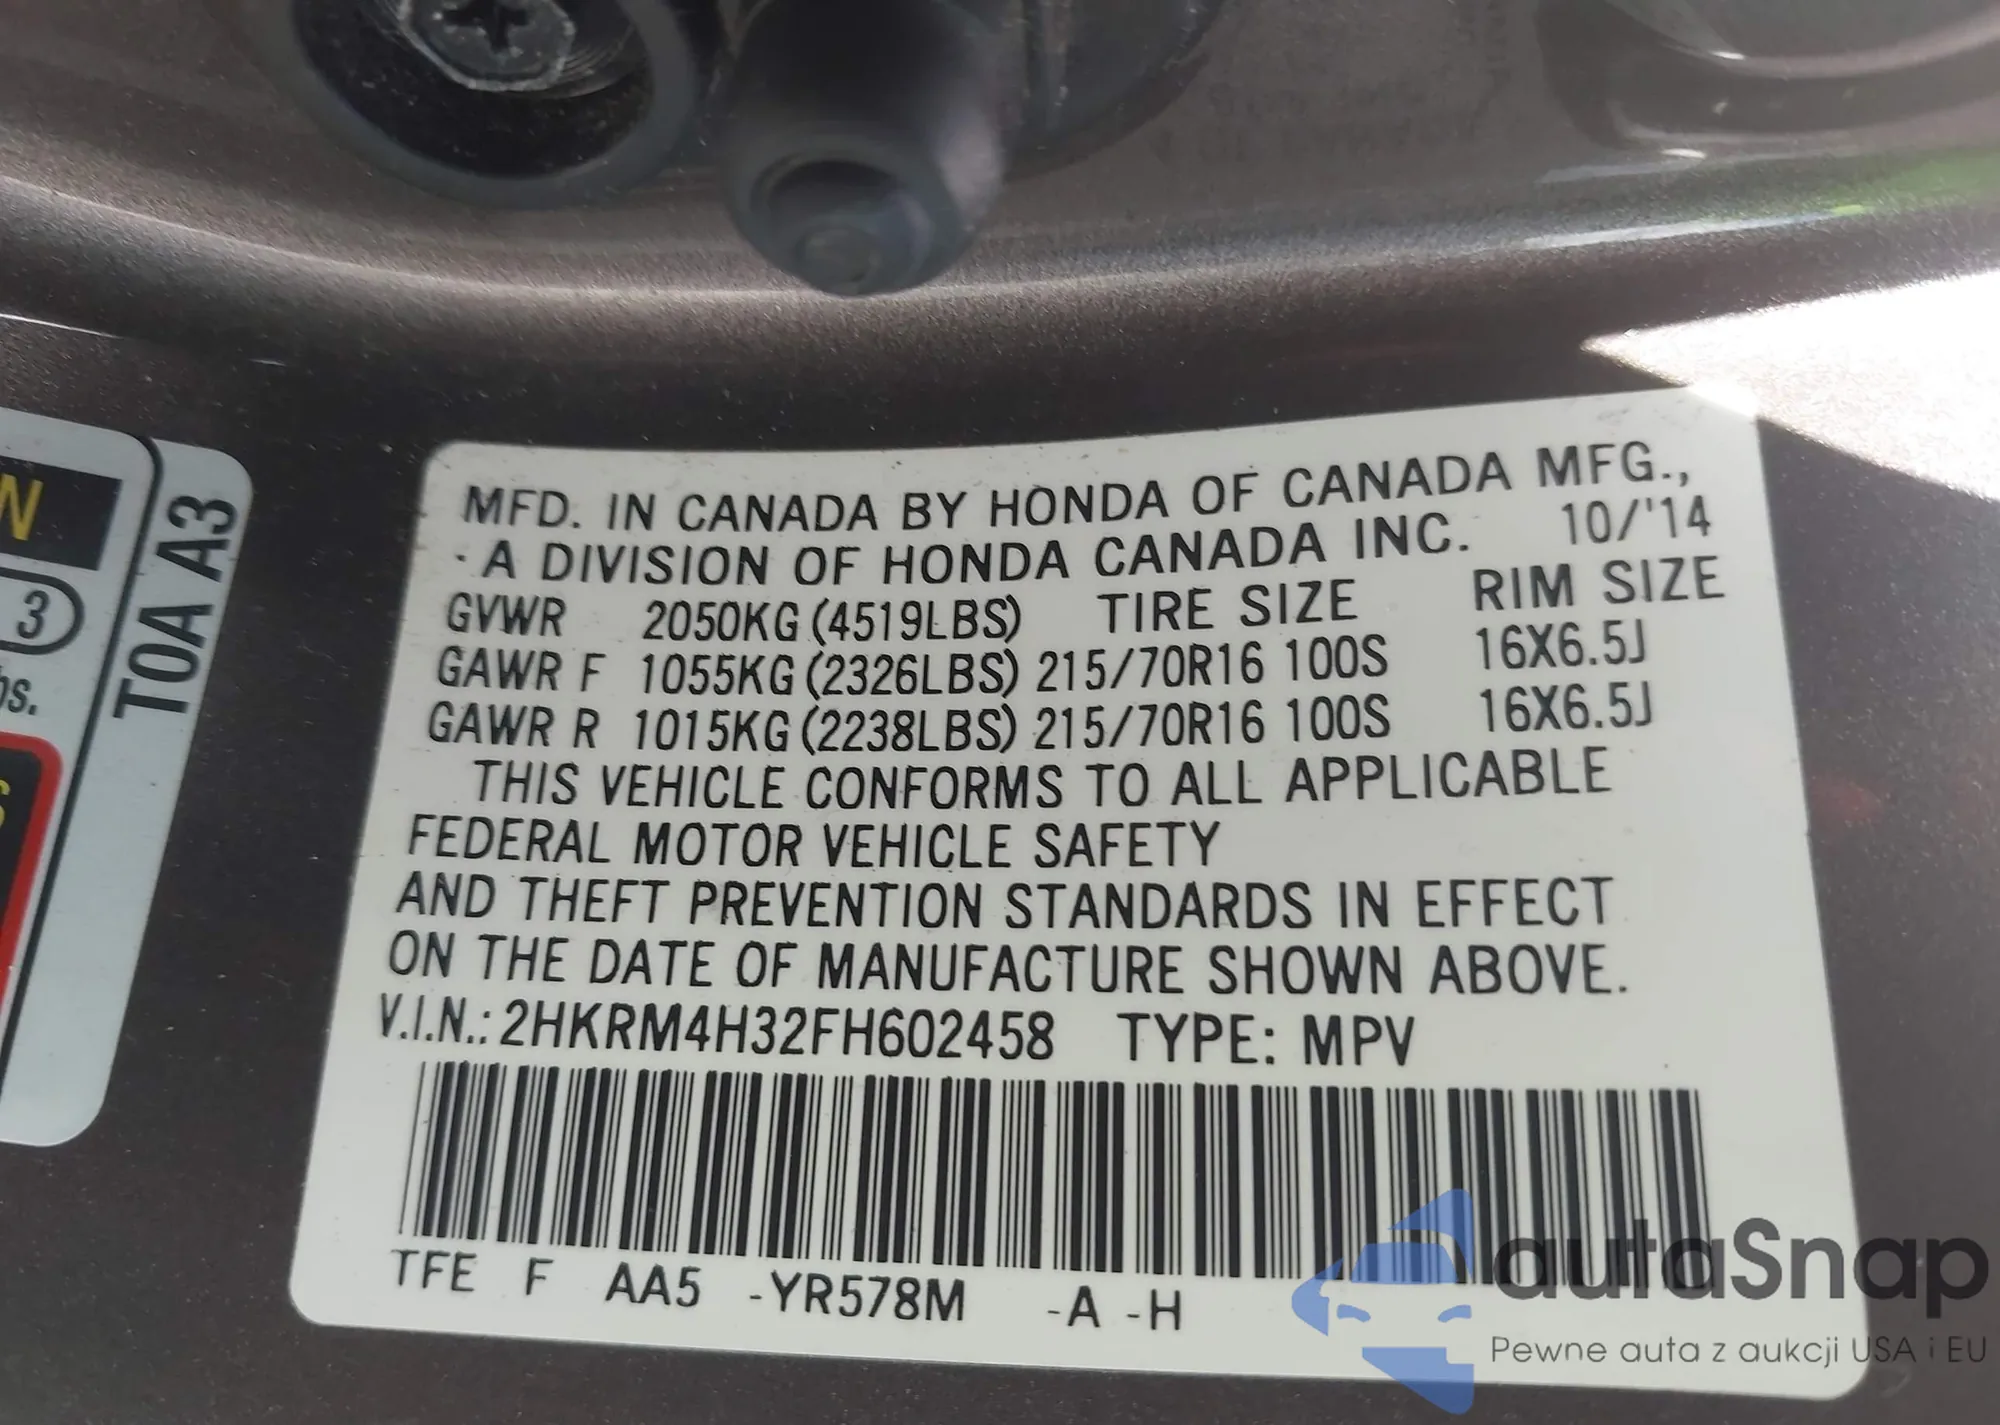 N
3
bs.
S
TOA A3
MFD. IN CANADA BY HONDA OF CANADA MFG.,
A DIVISION OF HONDA CANADA INC. 10/'14
GVWR 2050KG (4519LBS) TIRE SIZE RIM SIZE
GAWR F 1055KG (2326LBS) 215/70R16 100S 16X6.5J
GAWR R 1015KG (2238LBS) 215/70R16 100S 16X6.5J
THIS VEHICLE CONFORMS TO ALL APPLICABLE
FEDERAL MOTOR VEHICLE SAFETY
AND THEFT PREVENTION STANDARDS IN EFFECT
ON THE DATE OF MANUFACTURE SHOWN ABOVE.
V.I.N.: 2HKRM4H32FH602458 TYPE: MPV
TFE F AA5 -YR578M -A -H
autaSnap
Pewne auta z aukcji USA i EU